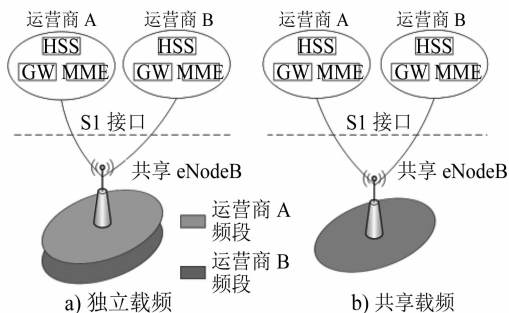 运营商 A 运营商 B
HSS HSS
GW MME GW MME
S1 接口
共享 eNodeB
运营商 A
频段
运营商 B
频段
a) 独立载频
运营商 A 运营商 B
HSS HSS
GW MME GW MME
S1 接口
共享 eNodeB
b) 共享载频